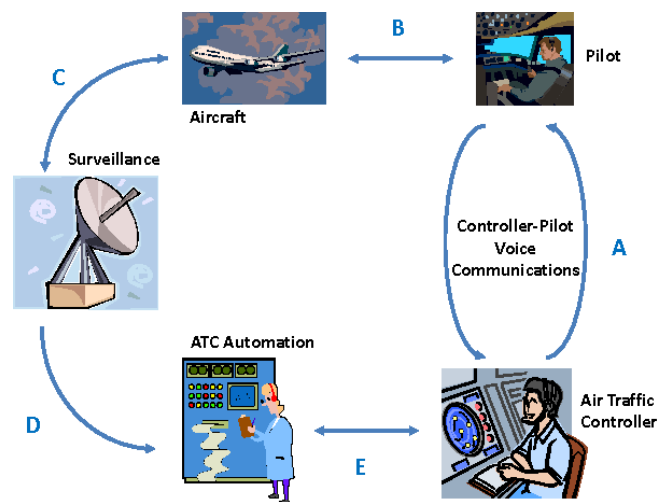 B
Pilot
C
Aircraft
Surveillance
Controller-Pilot
Voice
Communications
A
ATC Automation
Air Traffic
Controller
D
E